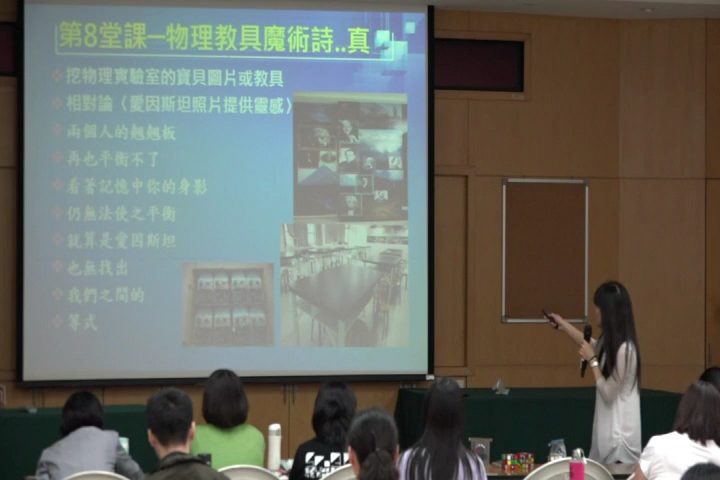 第8堂課─物理教具魔術詩..真
挖物理實驗室的寶貝圖片或教具
相對論〈愛因斯坦照片提供靈感〉
兩個人的翹翹板
再也平衡不了
看著記憶中你的身影
仍無法使之平衡
就算是愛因斯坦
也無找出
我們之間的
等式